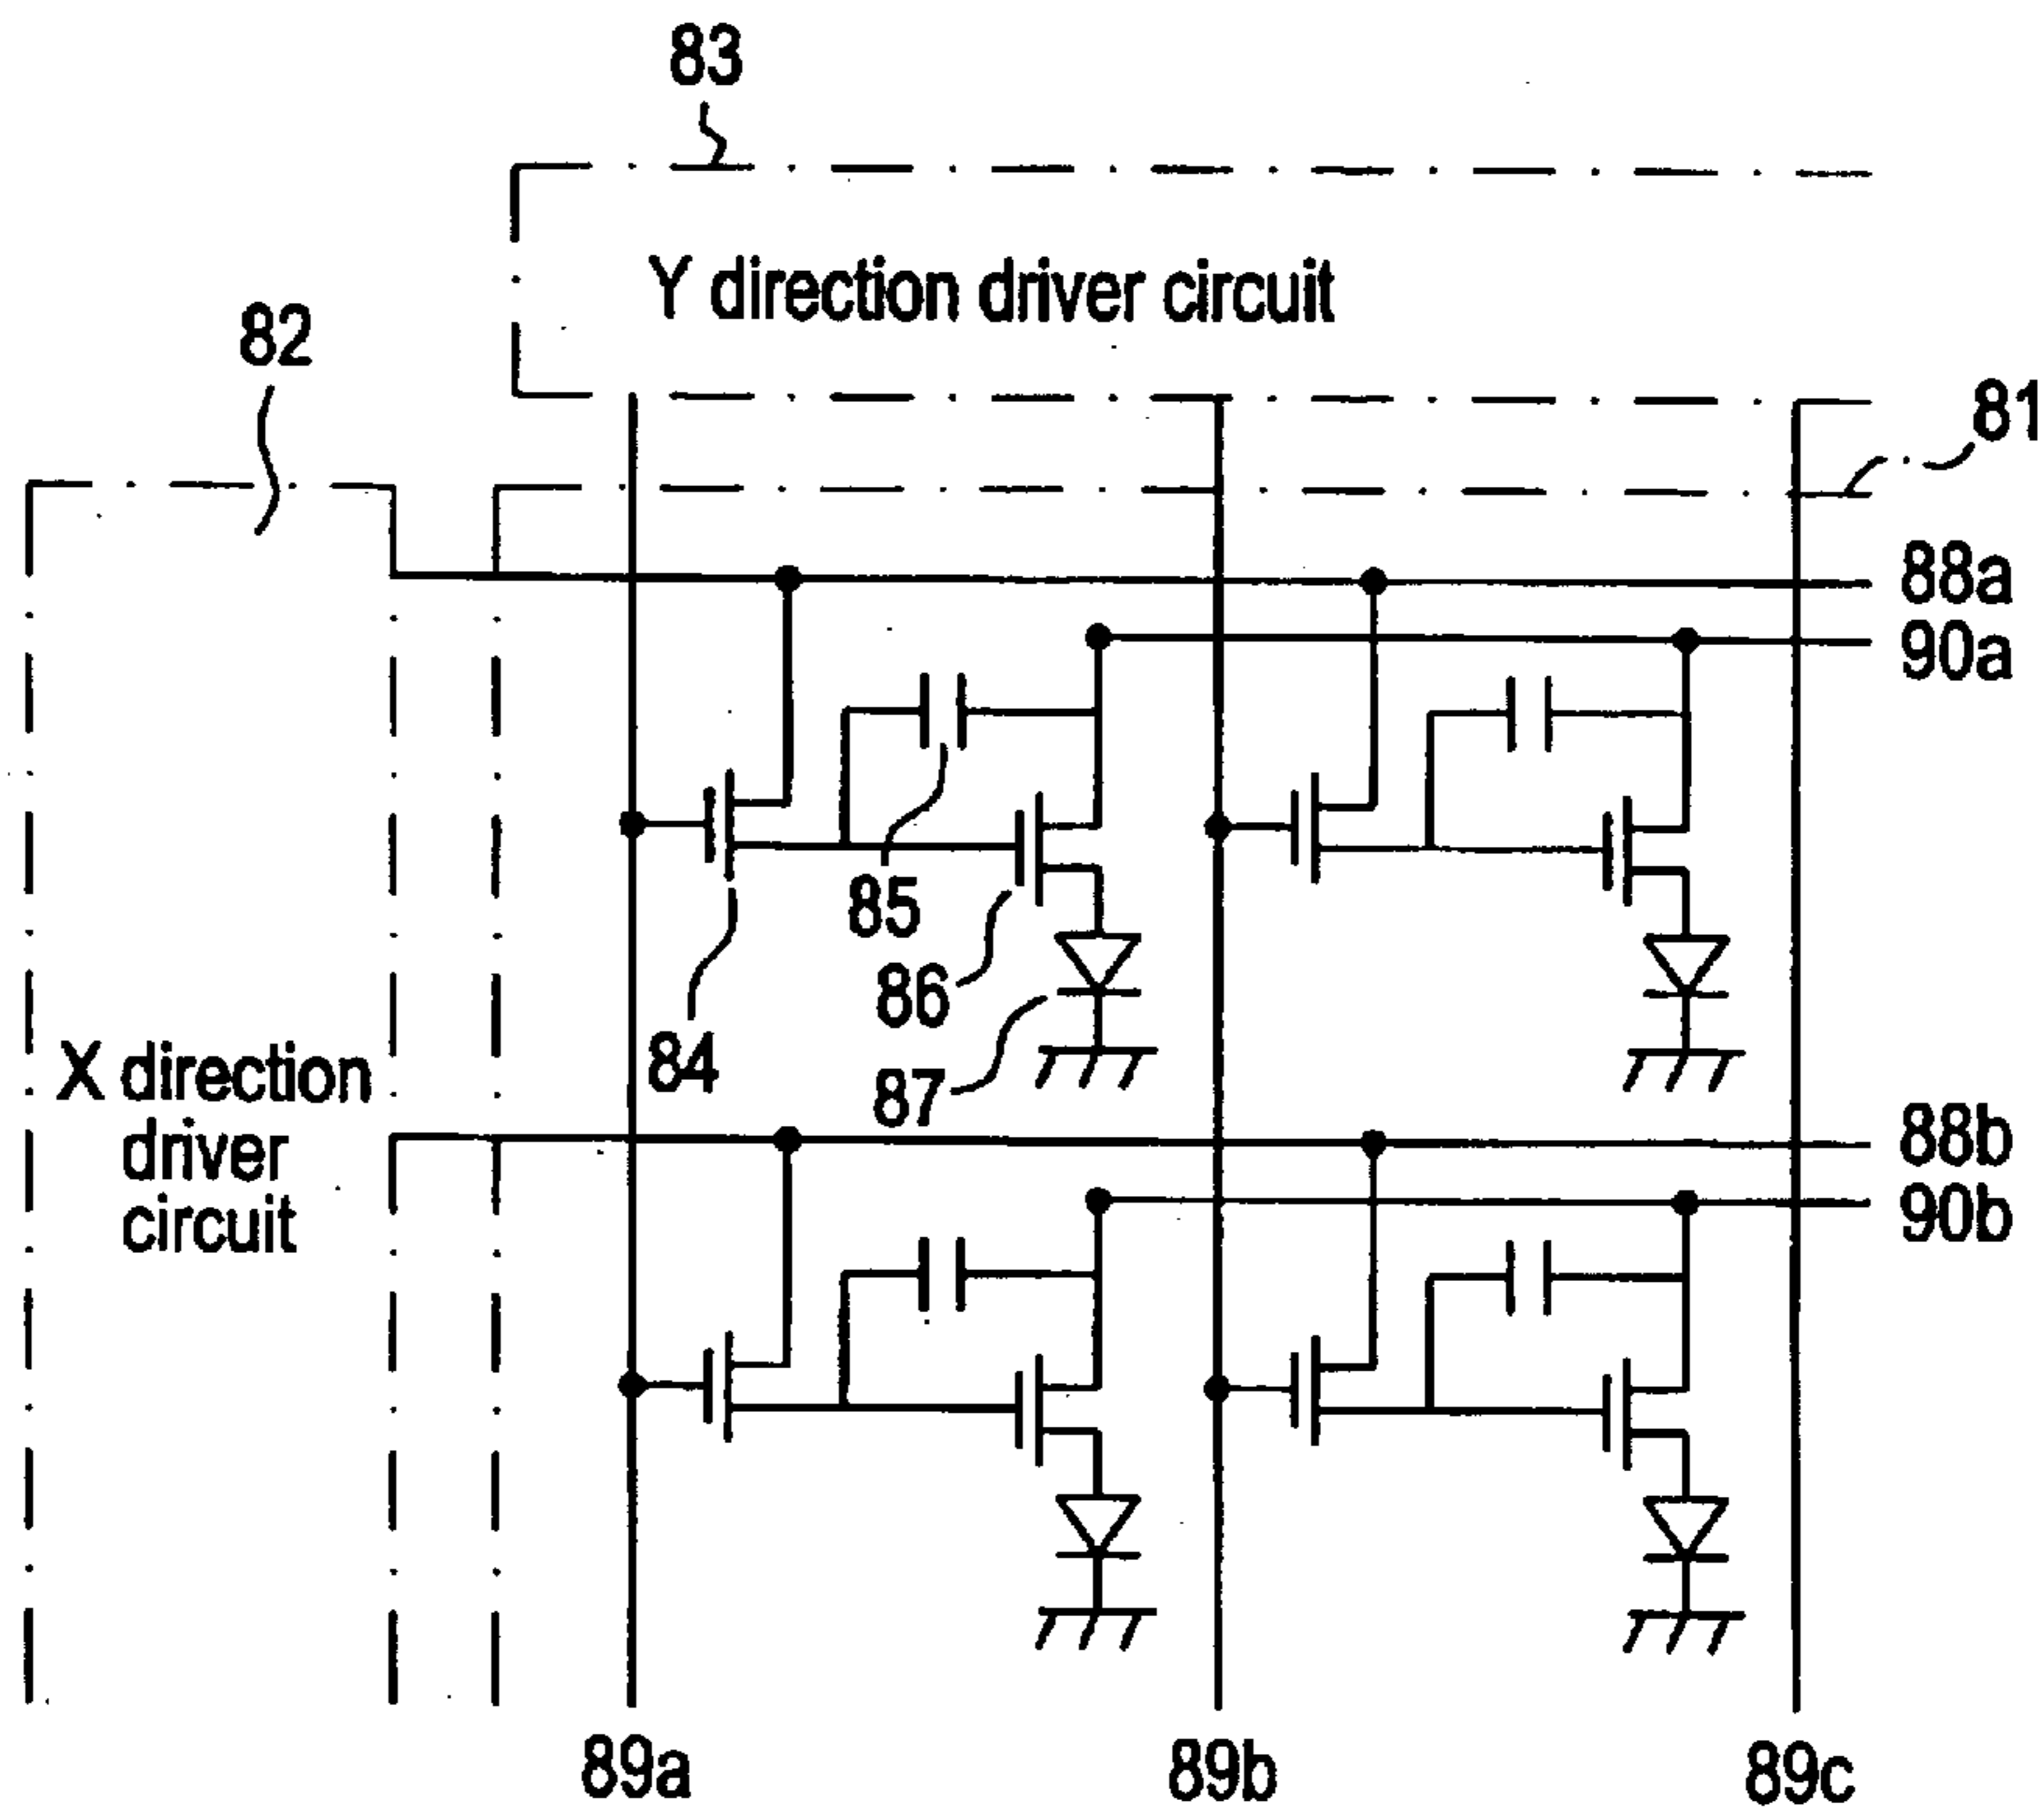 83
Y direction driver circuit
82
81
88a
90a
85
86
84
87
X direction
driver
circuit
88b
90b
89a
89b
89c